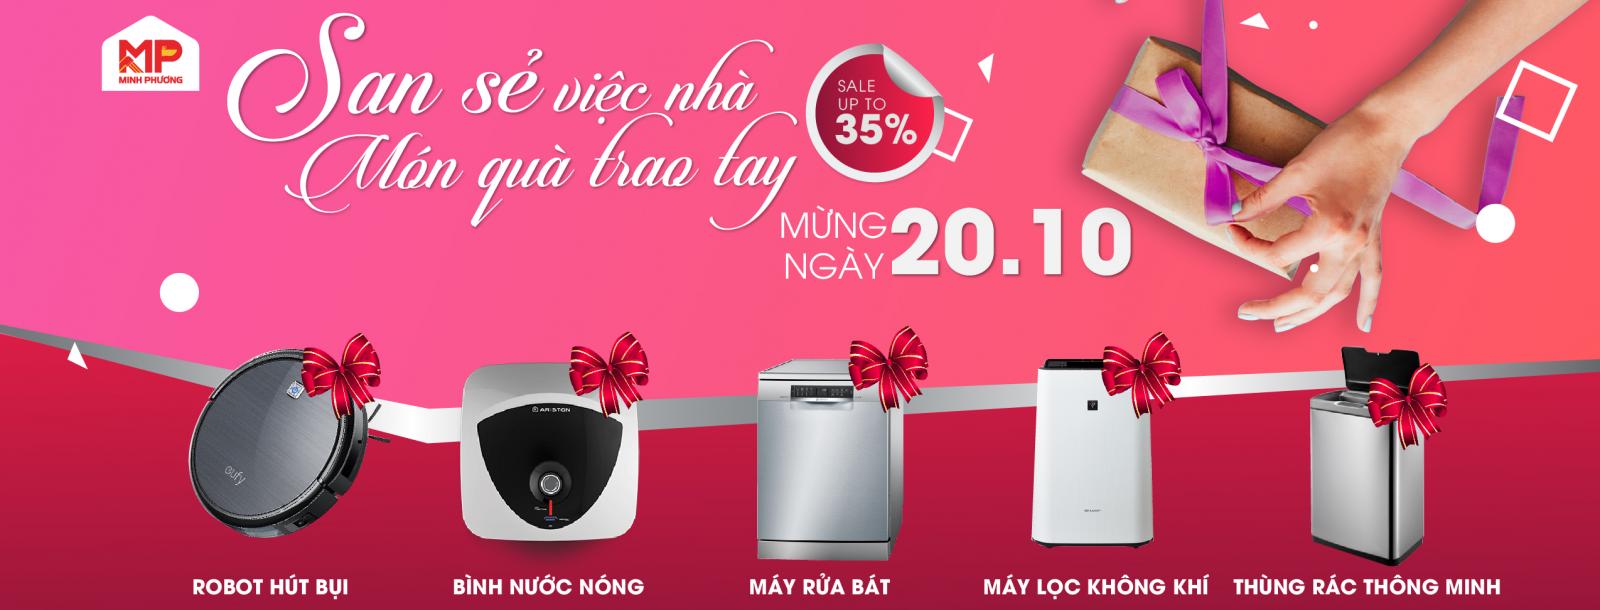 MP
MINH PHƯƠNG
San sẻ việc nhà
Món quà trao tay
SALE
UP TO
35%
MỪNG
NGÀY 20.10
eufy
ARISTON
SHARP
ROBOT HÚT BỤI
BÌNH NƯỚC NÓNG
MÁY RỬA BÁT
MÁY LỌC KHÔNG KHÍ
THÙNG RÁC THÔNG MINH